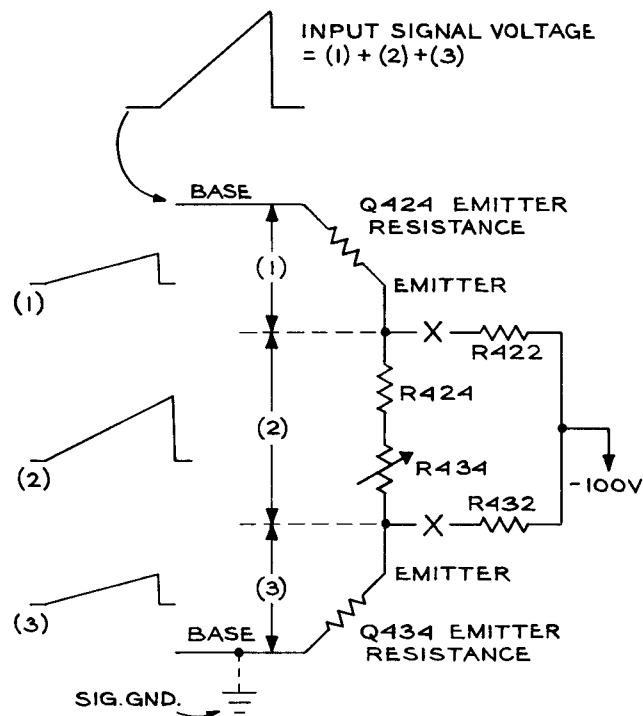 INPUT SIGNAL VOLTAGE
= (1) + (2) + (3)
BASE
Q424 EMITTER
RESISTANCE
(1)
(1)
EMITTER
R422
R424
(2)
(2)
R434
-100V
R432
(3)
(3)
EMITTER
BASE
Q434 EMITTER
RESISTANCE
SIG.GND.